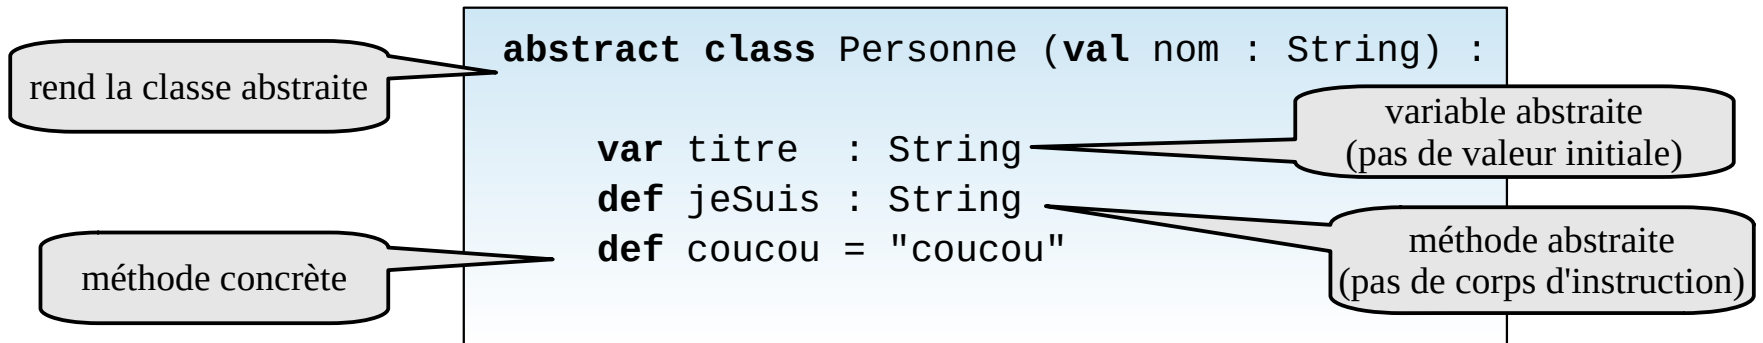 abstract class Personne (val nom : String) :
rend la classe abstraite
variable abstraite
(pas de valeur initiale)
var titre  : String
def jeSuis : String
def coucou = "coucou"
méthode abstraite
(pas de corps d'instruction)
méthode concrète